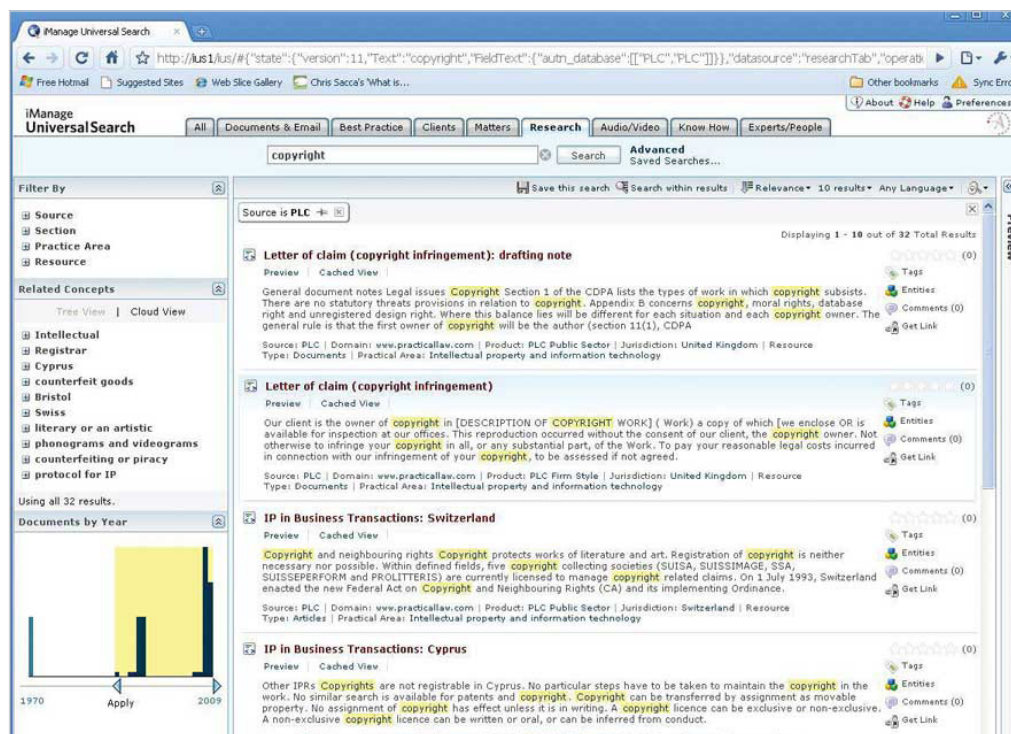 iManage Universal Search
http://ius1/ius/#{"state":{"version":11,"Text":"copyright","FieldText":{"autn_database":[["PLC","PLC"]]}},"datasource":"researchTab","operati
Free Hotmail Suggested Sites Web Slice Gallery Chris Sacca's 'What is... Other bookmarks Sync Erro
About Help Preferences
iManage
UniversalSearch
All Documents & Email Best Practice Clients Matters Research Audio/Video Know How Experts/People
copyright Search Advanced
Saved Searches...
Filter By
Source
Section
Practice Area
Resource
Related Concepts
Tree View | Cloud View
Intellectual
Registrar
Cyprus
counterfeit goods
Bristol
Swiss
literary or an artistic
phonograms and videograms
counterfeiting or piracy
protocol for IP
Using all 32 results.
Documents by Year
1970 Apply 2009
Save this search Search within results Relevance 10 results Any Language
Source is PLC
Displaying 1 - 10 out of 32 Total Results
Preview
Letter of claim (copyright infringement): drafting note (0)
Preview Cached View
General document notes Legal issues Copyright Section 1 of the CDPA lists the types of work in which copyright subsists.
There are no statutory threats provisions in relation to copyright. Appendix B concerns copyright, moral rights, database
right and unregistered design right. Where this balance lies will be different for each situation and each copyright owner. The
general rule is that the first owner of copyright will be the author (section 11(1), CDPA
Source: PLC | Domain: www.practicallaw.com | Product: PLC Public Sector | Jurisdiction: United Kingdom | Resource
Type: Documents | Practical Area: Intellectual property and information technology
Tags
Entities
Comments (0)
Get Link
Letter of claim (copyright infringement) (0)
Preview Cached View
Our client is the owner of copyright in [DESCRIPTION OF COPYRIGHT WORK] ( Work) a copy of which [we enclose OR is
available for inspection at our offices. This reproduction occurred without the consent of our client, the copyright owner. Not
otherwise to infringe your copyright in all, or any substantial part, of the Work. To pay your reasonable legal costs incurred
in connection with our infringement of your copyright, to be assessed if not agreed.
Source: PLC | Domain: www.practicallaw.com | Product: PLC Firm Style | Jurisdiction: United Kingdom | Resource
Type: Documents | Practical Area: Intellectual property and information technology
Tags
Entities
Comments (0)
Get Link
IP in Business Transactions: Switzerland (0)
Preview Cached View
Copyright and neighbouring rights Copyright protects works of literature and art. Registration of copyright is neither
necessary nor possible. Within defined fields, five copyright collecting societies (SUISA, SUISSIMAGE, SSA,
SUISSEPERFORM and PROLITTERIS) are currently licensed to manage copyright related claims. On 1 July 1993, Switzerland
enacted the new Federal Act on Copyright and Neighbouring Rights (CA) and its implementing Ordinance.
Source: PLC | Domain: www.practicallaw.com | Product: PLC Public Sector | Jurisdiction: Switzerland | Resource
Type: Articles | Practical Area: Intellectual property and information technology
Tags
Entities
Comments (0)
Get Link
IP in Business Transactions: Cyprus (0)
Preview Cached View
Other IPRs Copyrights are not registrable in Cyprus. No particular steps have to be taken to maintain the copyright in the
work. No similar search is available for patents and copyright. Copyright can be transferred by assignment as movable
property. No assignment of copyright has effect unless it is in writing. A copyright licence can be exclusive or non-exclusive.
A non-exclusive copyright licence can be written or oral, or can be inferred from conduct.
Tags
Entities
Comments (0)
Get Link